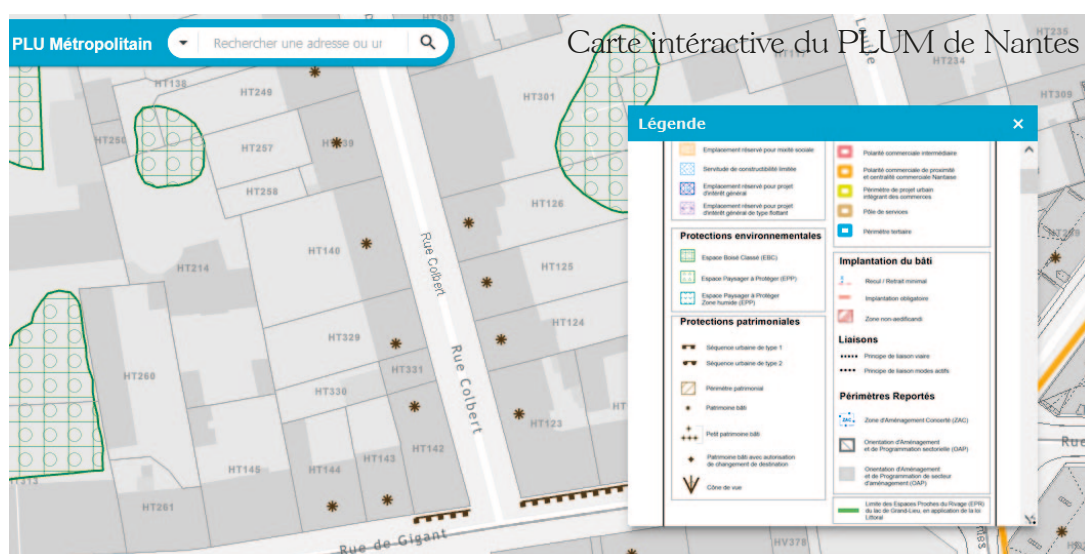 PLU Métropolitain
Rechercher une adresse ou ur
Carte intéractive du PLUM de Nantes
HT303
HT235
HT138
HT249
HT301
HT117
HT234
HT309
HT250
HT257
HT258
HT126
HT140
HT214
HT125
HT124
HT329
HT331
HT260
HT330
HT123
HT
HT142
HT143
HT144
HT145
HT261
HT313
HV378
Rue Colbert
Rue Colbert
Rue de Gigant
Rue
Légende
Emplacement réservé pour mixité sociale
Servitude de constructibilité limitée
Emplacement réservé pour projet
d'intérêt général
Emplacement réservé pour projet
d'intérêt général de type flottant
Protections environnementales
Espace Boisé Classé (EBC)
Espace Paysager à Protéger (EPP)
Espace Paysager à Protéger
Zone humide (EPP)
Protections patrimoniales
Séquence urbaine de type 1
Séquence urbaine de type 2
Périmètre patrimonial
Patrimoine bâti
Petit patrimoine bâti
Patrimoine bâti avec autorisation
de changement de destination
Cône de vue
Polarité commerciale intermédiaire
Polarité commerciale de proximité
et centralité commerciale Nantaise
Périmètre de projet urbain
intégrant des commerces
Pôle de services
Périmètre tertiaire
Implantation du bâti
Recul / Retrait minimal
Implantation obligatoire
Zone non-aedificandi
Liaisons
Principe de liaison viaire
Principe de liaison modes actifs
Périmètres Reportés
ZAC
Zone d'Aménagement Concerté (ZAC)
Orientation d'Aménagement
et de Programmation sectorielle (OAP)
Orientation d'Aménagement
et de Programmation de secteur
d'aménagement (OAP)
Limite des Espaces Proches du Rivage (EPR)
du lac de Grand-Lieu, en application de la loi
Littoral